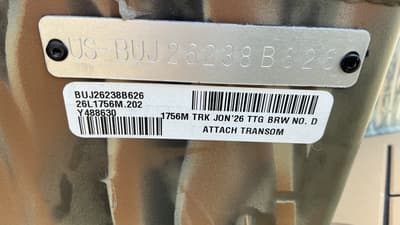 US-BUJ26238B626
BUJ26238B626
26L1756M.202
Y488630
1756M TRK JON'26 TTG BRW NO. D
ATTACH TRANSOM